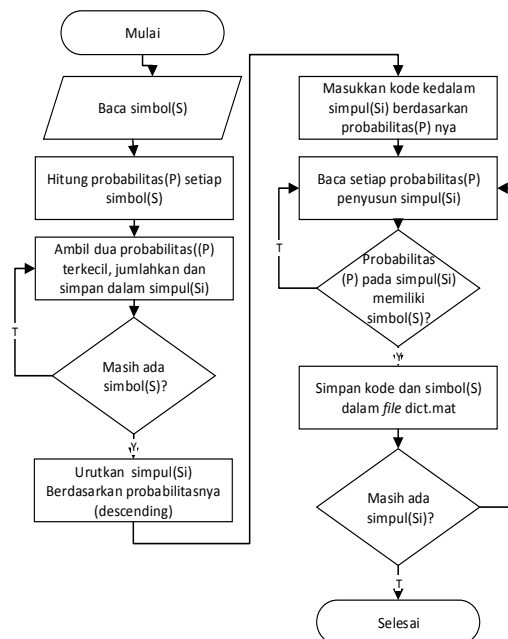 Mulai
Baca simbol(S)
Hitung probabilitas(P) setiap
simbol(S)
Ambil dua probabilitas((P)
terkecil, jumlahkan dan
simpan dalam simpul(Si)
T
Masih ada
simbol(S)?
Y
Urutkan simpul(Si)
Berdasarkan probabilitasnya
(descending)
Masukkan kode kedalam
simpul(Si) berdasarkan
probabilitas(P) nya
Baca setiap probabilitas(P)
penyusun simpul(Si)
T
Probabilitas
(P) pada simpul(Si)
memiliki
simbol(S)?
Y
Simpan kode dan simbol(S)
dalam file dict.mat
Masih ada
simpul(Si)?
T
Selesai